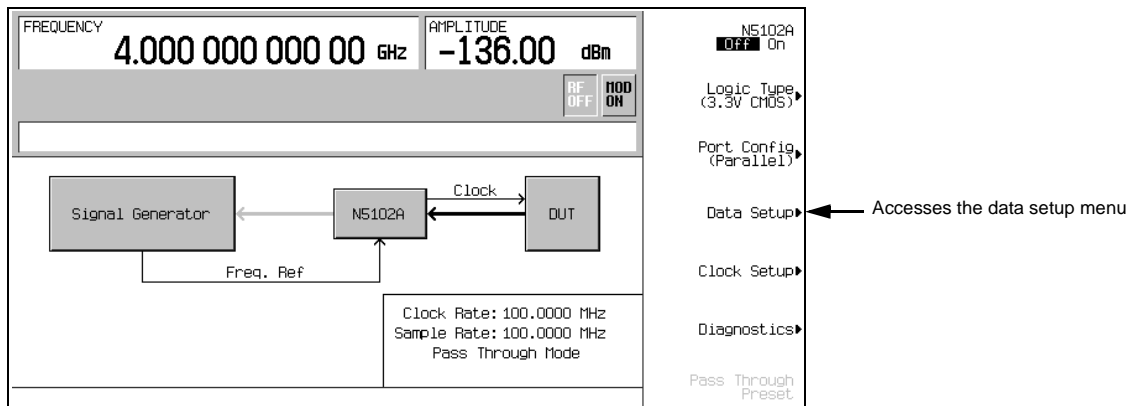 FREQUENCY
4.000 000 000 00 GHz
AMPLITUDE
-136.00 dBm
RF
OFF
MOD
ON
Signal Generator
N5102A
Clock
DUT
Freq. Ref
Clock Rate: 100.0000 MHz
Sample Rate: 100.0000 MHz
Pass Through Mode
N5102A
Off On
Logic Type
(3.3V CMOS)
Port Config
(Parallel)
Data Setup
Accesses the data setup menu
Clock Setup
Diagnostics
Pass Through
Preset